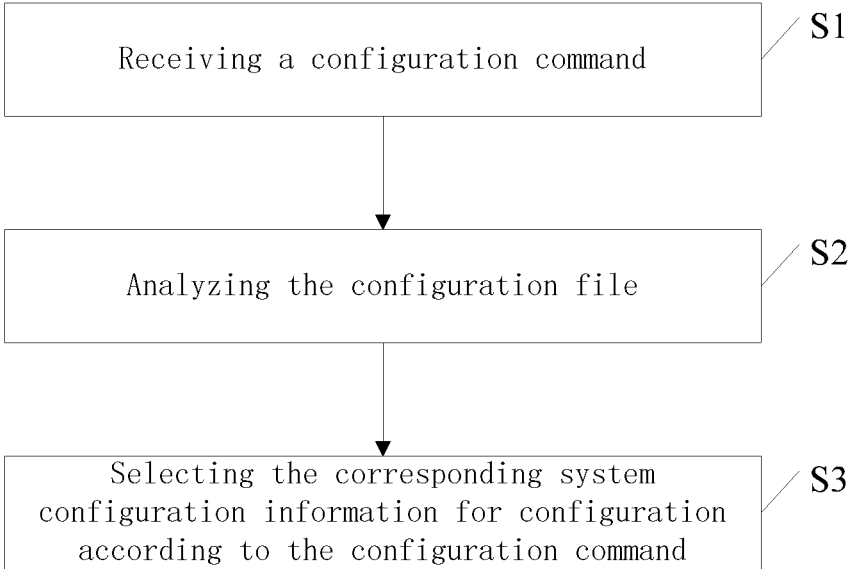 Receiving a configuration command
S1
Analyzing the configuration file
S2
Selecting the corresponding system
configuration information for configuration
according to the configuration command
S3